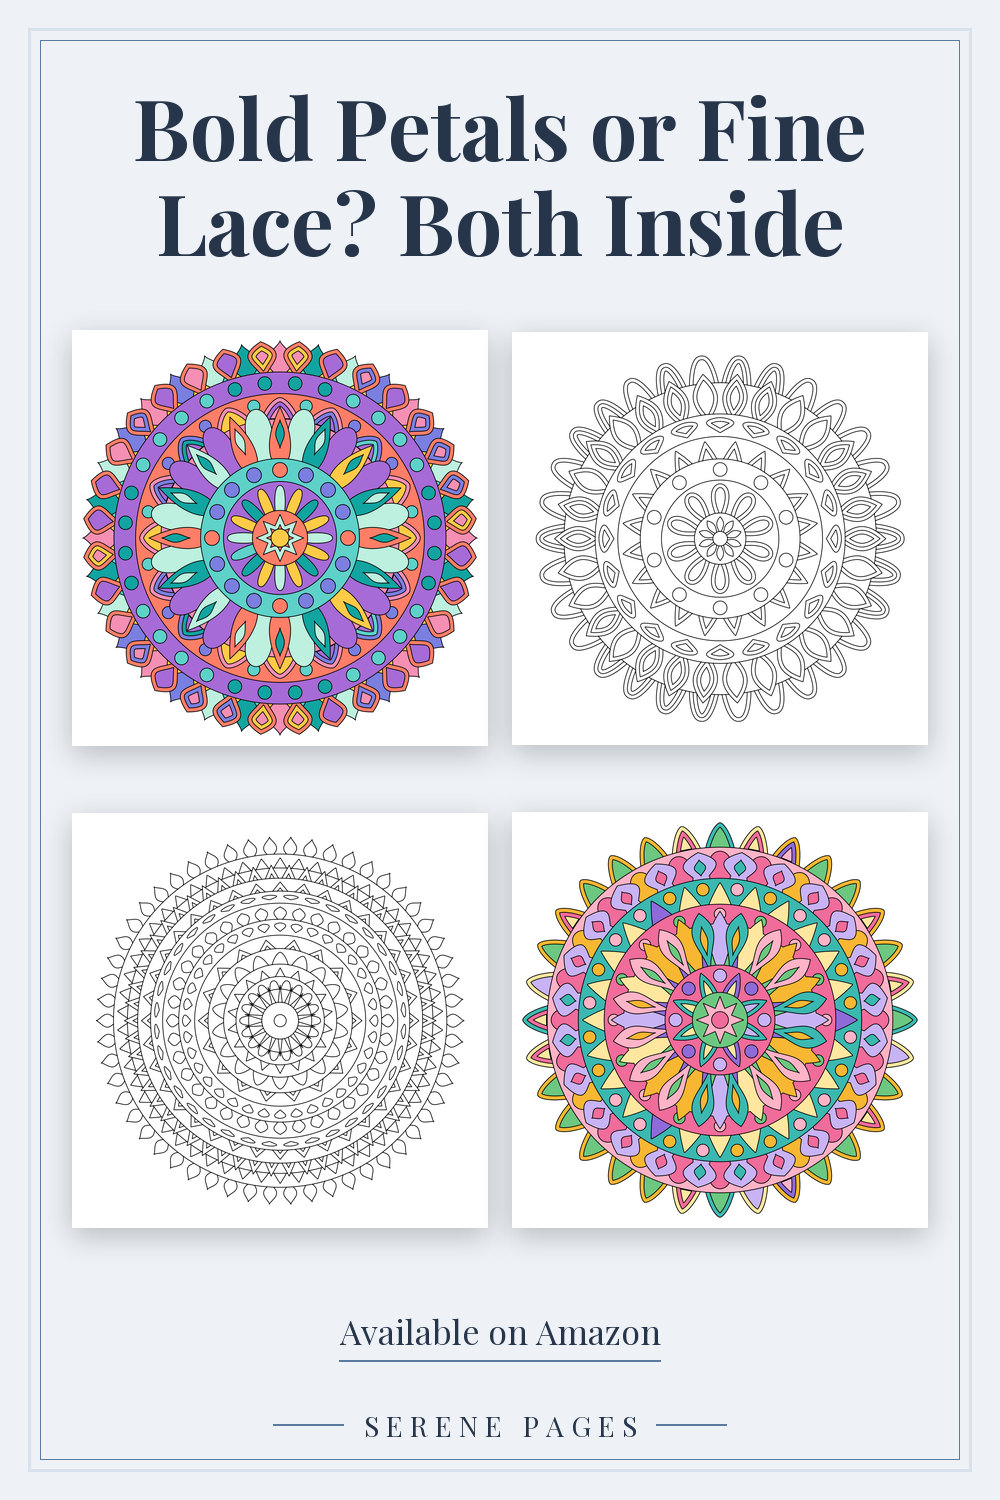 Bold Petals or Fine
Lace? Both Inside
Available on Amazon
SERENE PAGES